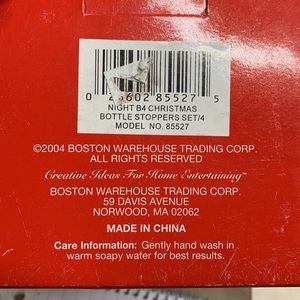 0 28602 85527 5
NIGHT B4 CHRISTMAS
BOTTLE STOPPERS SET/4
MODEL NO. 85527
©2004 BOSTON WAREHOUSE TRADING CORP.
ALL RIGHTS RESERVED
Creative Ideas For Home Entertaining™
BOSTON WAREHOUSE TRADING CORP.
59 DAVIS AVENUE
NORWOOD, MA 02062
MADE IN CHINA
Care Information: Gently hand wash in
warm soapy water for best results.